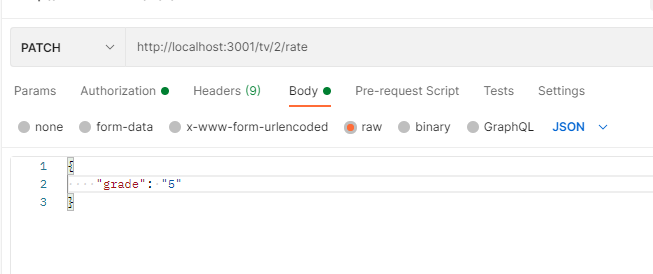 PATCH http://localhost:3001/tv/2/rate
Params Authorization Headers (9) Body Pre-request Script Tests Settings
none form-data x-www-form-urlencoded raw binary GraphQL JSON
1 {
2 "grade": "5"
3 }